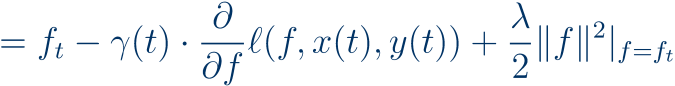 = f_t − γ(t) · ∂/∂f ℓ(f, x(t), y(t)) + λ/2 ‖f‖²|_{f=f_t}